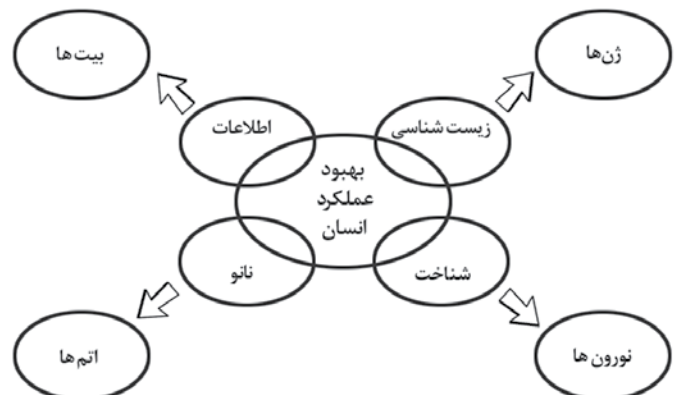 ژن‌ها
بیت‌ها
زیست شناسی
اطلاعات
بهبود
عملکرد
انسان
شناخت
نانو
نورون ها
اتم ها